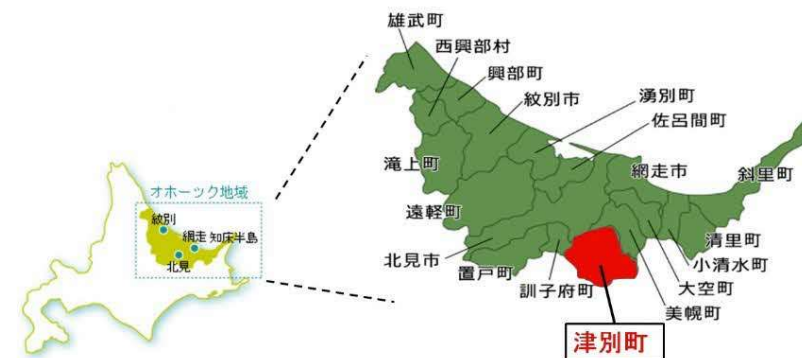 オホーツク地域
紋別
網走
知床半島
北見
雄武町
西興部村
興部町
紋別市
湧別町
佐呂間町
滝上町
網走市
斜里町
遠軽町
清里町
北見市
小清水町
置戸町
訓子府町
大空町
美幌町
津別町